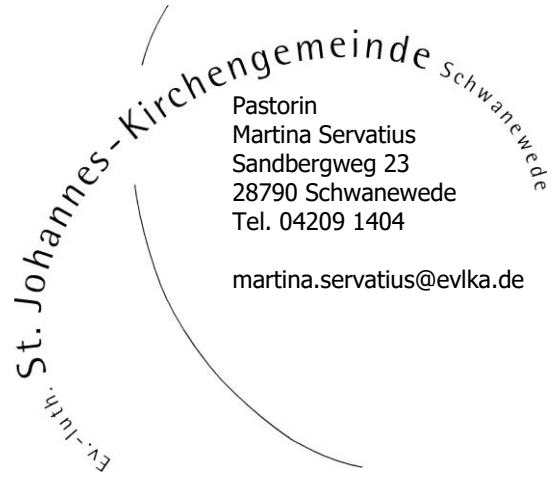 Ev.-luth. St. Johannes-Kirchengemeinde Schwanewede
Pastorin
Martina Servatius
Sandbergweg 23
28790 Schwanewede
Tel. 04209 1404
martina.servatius@evlka.de